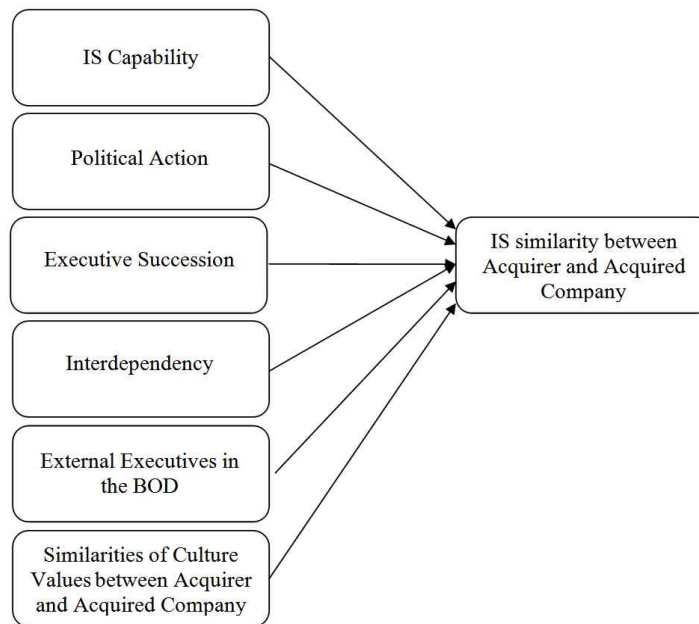 IS Capability
Political Action
Executive Succession
Interdependency
External Executives in
the BOD
Similarities of Culture
Values between Acquirer
and Acquired Company
IS similarity between
Acquirer and Acquired
Company